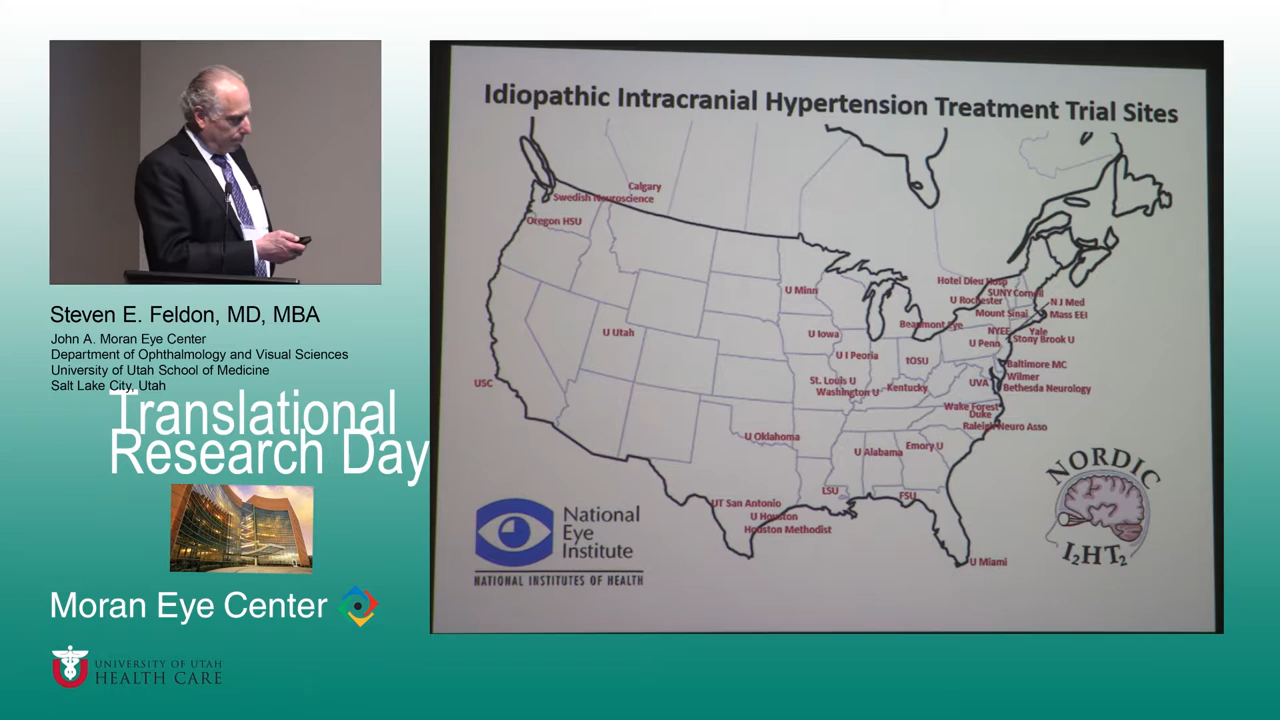 Steven E. Feldon, MD, MBA
John A. Moran Eye Center
Department of Ophthalmology and Visual Sciences
University of Utah School of Medicine
Salt Lake City, Utah
Translational
Research Day
Moran Eye Center
UNIVERSITY OF UTAH
HEALTH CARE
Idiopathic Intracranial Hypertension Treatment Trial Sites
Calgary
Swedish Neuroscience
Oregon HSU
U Minn
Hotel Dieu Hosp
SUNY Cornell
U Rochester
N J Med
Mount Sinai
Mass EEI
Beaumont Eye
NYEE
Yale
U Utah
U Iowa
Stony Brook U
U Penn
U I Peoria
tOSU
Baltimore MC
Wilmer
USC
St. Louis U
Kentucky
UVA
Bethesda Neurology
Washington U
Wake Forest
Duke
Raleigh Neuro Asso
U Oklahoma
Emory U
U Alabama
LSU
FSU
UT San Antonio
U Houston
Houston Methodist
U Miami
National
Eye
Institute
NATIONAL INSTITUTES OF HEALTH
NORDIC
I2HT2